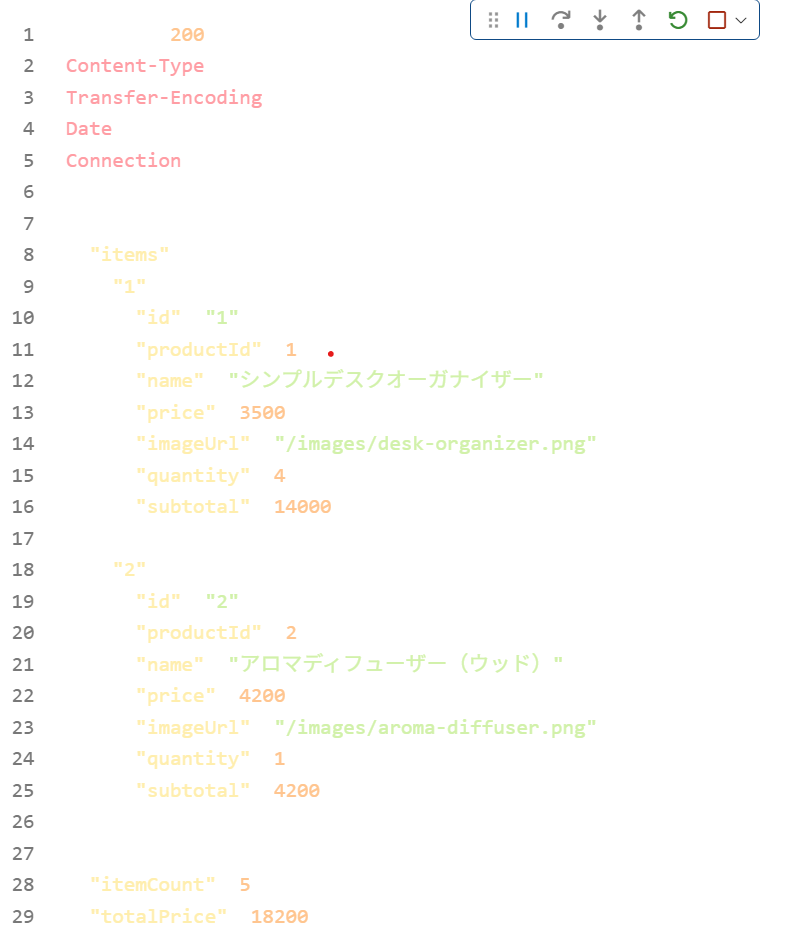 1 200
2 Content-Type
3 Transfer-Encoding
4 Date
5 Connection
6
7
8 "items"
9 "1"
10 "id" "1"
11 "productId" 1
12 "name" "シンプルデスクオーガナイザー"
13 "price" 3500
14 "imageUrl" "/images/desk-organizer.png"
15 "quantity" 4
16 "subtotal" 14000
17
18 "2"
19 "id" "2"
20 "productId" 2
21 "name" "アロマディフューザー（ウッド）"
22 "price" 4200
23 "imageUrl" "/images/aroma-diffuser.png"
24 "quantity" 1
25 "subtotal" 4200
26
27
28 "itemCount" 5
29 "totalPrice" 18200